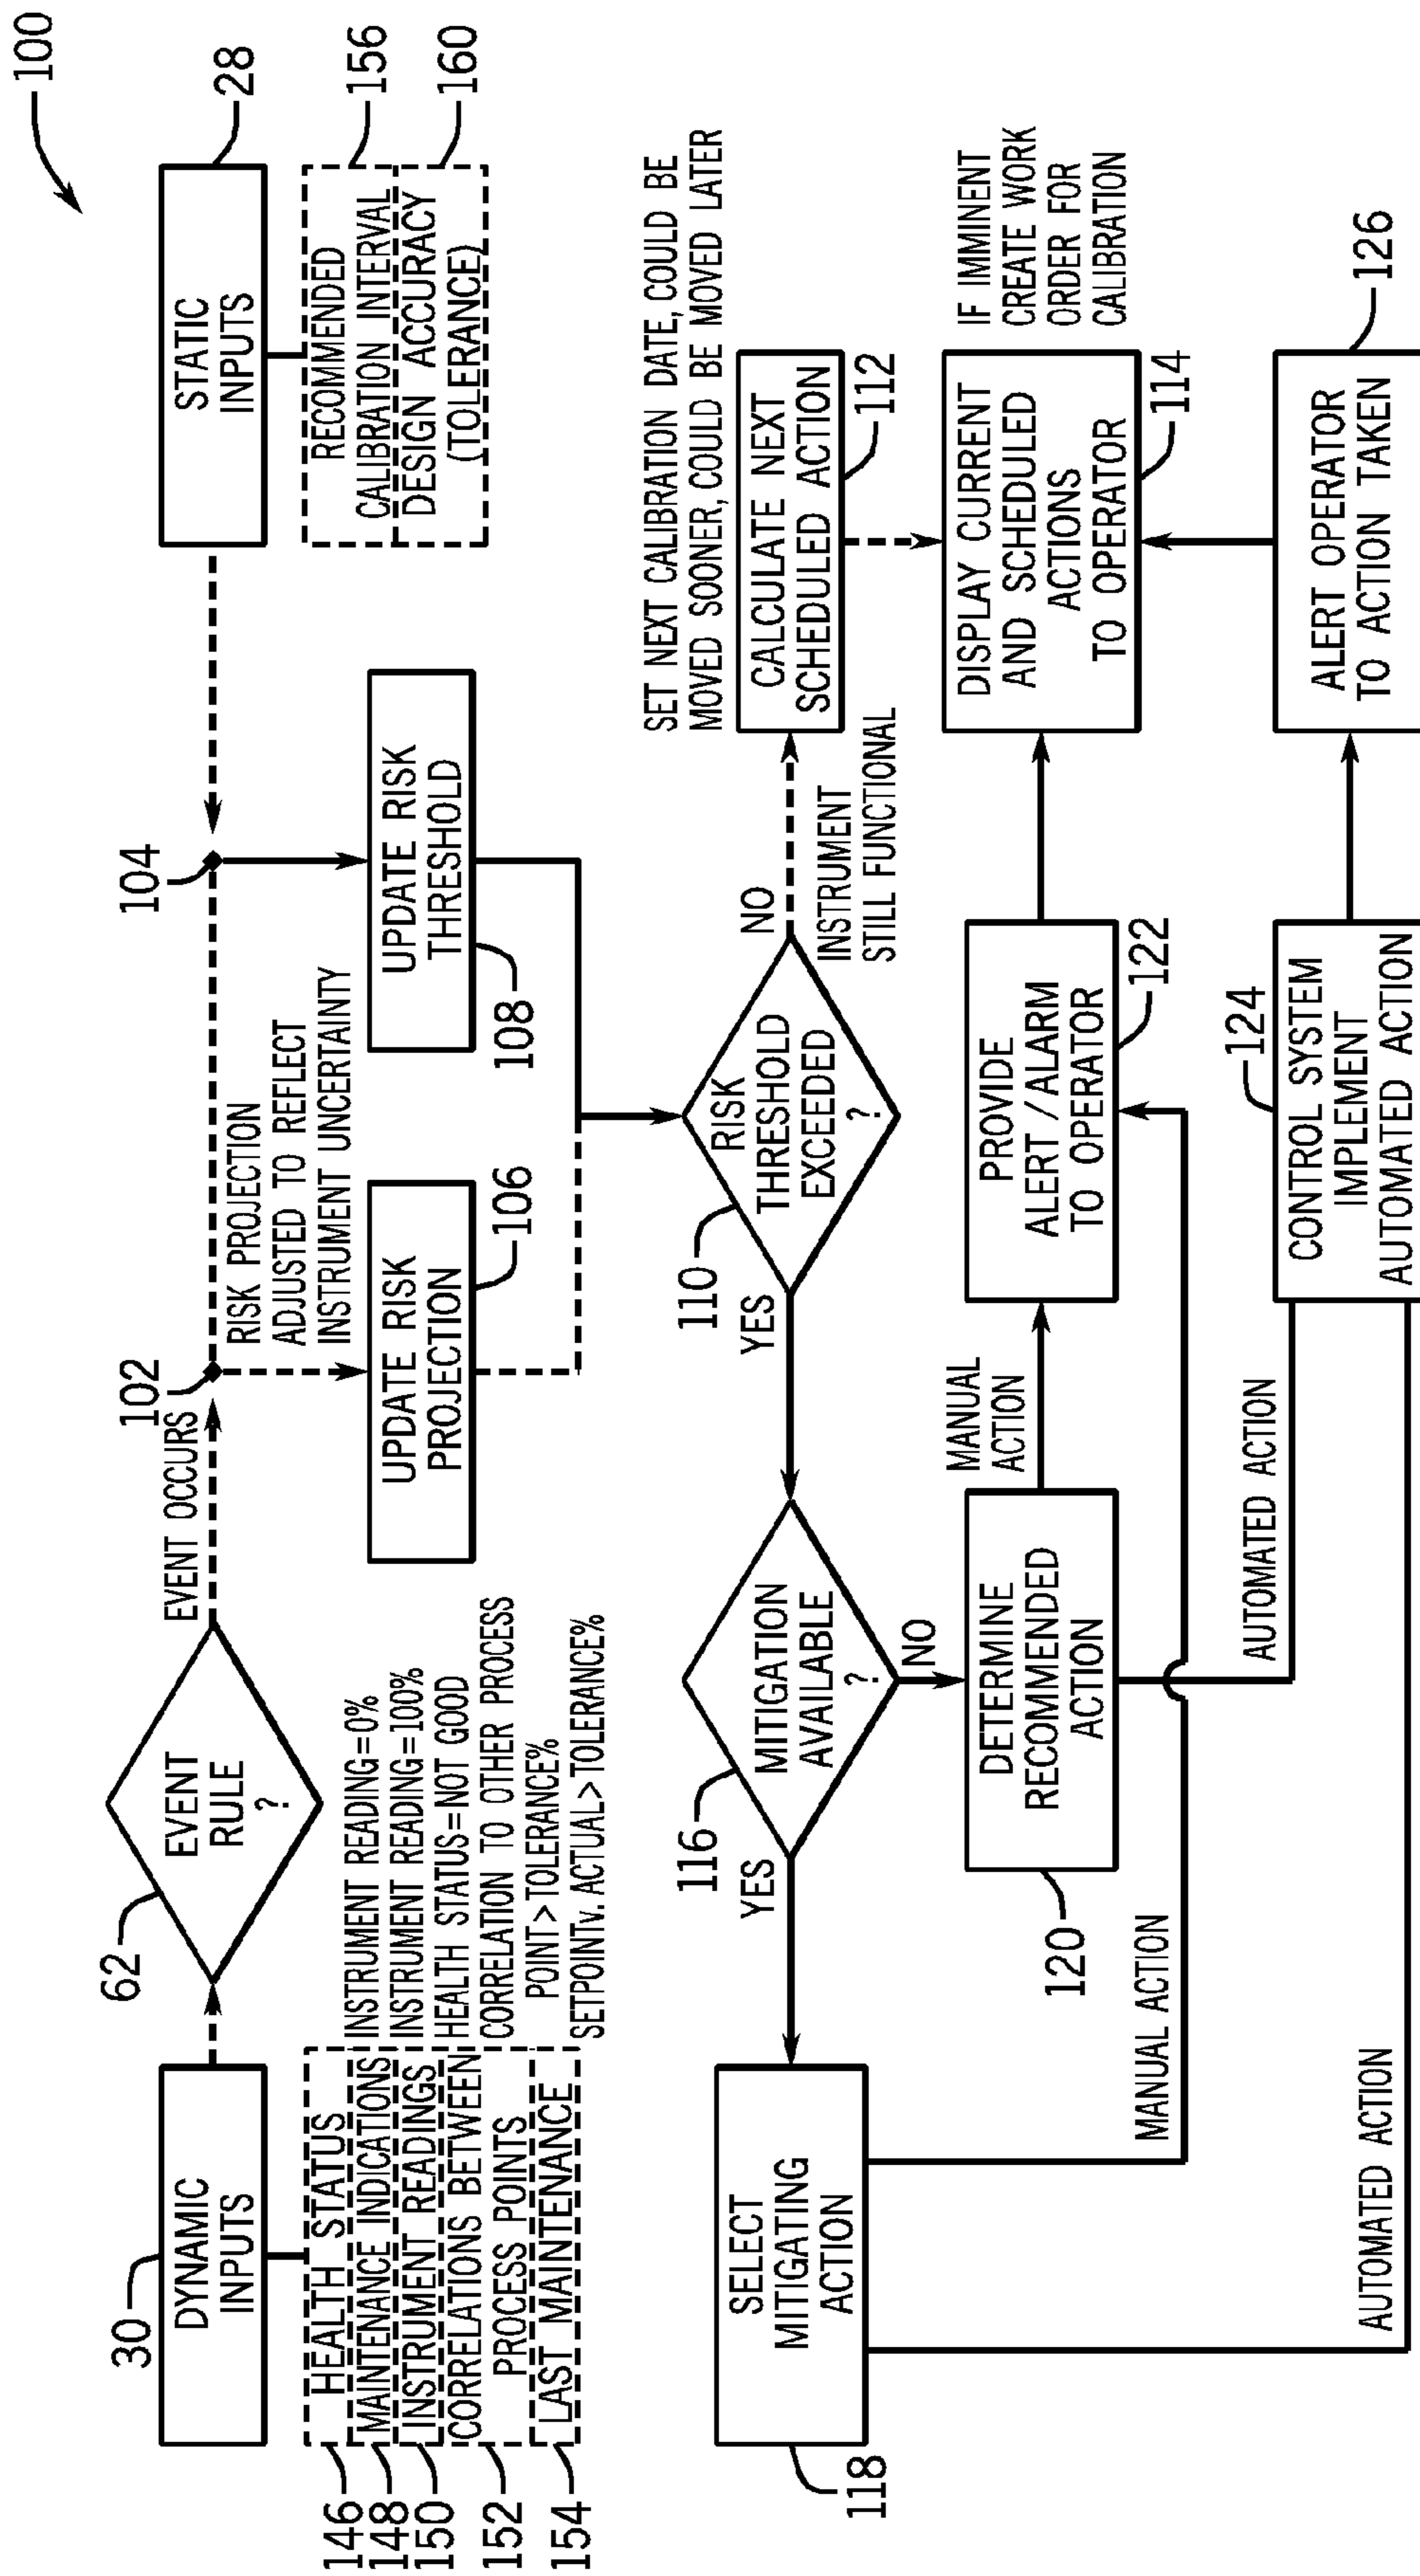 100
30
DYNAMIC
INPUTS
62
EVENT
RULE
?
EVENT OCCURS
102
104
STATIC
INPUTS
28
146
HEALTH STATUS
148
MAINTENANCE INDICATIONS
150
INSTRUMENT READINGS
152
CORRELATIONS BETWEEN
PROCESS POINTS
154
LAST MAINTENANCE
INSTRUMENT READING=0%
INSTRUMENT READING=100%
HEALTH STATUS=NOT GOOD
CORRELATION TO OTHER PROCESS
POINT>TOLERANCE%
SETPOINTv. ACTUAL>TOLERANCE%
RISK PROJECTION
ADJUSTED TO REFLECT
INSTRUMENT UNCERTAINTY
UPDATE RISK
PROJECTION
106
UPDATE RISK
THRESHOLD
108
RECOMMENDED
CALIBRATION INTERVAL
156
DESIGN ACCURACY
(TOLERANCE)
160
SELECT
MITIGATING
ACTION
118
YES
116
MITIGATION
AVAILABLE
?
NO
YES
110
RISK
THRESHOLD
EXCEEDED
?
NO
INSTRUMENT
STILL FUNCTIONAL
SET NEXT CALIBRATION DATE, COULD BE
MOVED SOONER, COULD BE MOVED LATER
CALCULATE NEXT
SCHEDULED ACTION
112
DETERMINE
RECOMMENDED
ACTION
120
MANUAL
ACTION
PROVIDE
ALERT/ALARM
TO OPERATOR
122
DISPLAY CURRENT
AND SCHEDULED
ACTIONS
TO OPERATOR
114
IF IMMINENT
CREATE WORK
ORDER FOR
CALIBRATION
MANUAL ACTION
AUTOMATED ACTION
124
CONTROL SYSTEM
IMPLEMENT
AUTOMATED ACTION
ALERT OPERATOR
TO ACTION TAKEN
126
AUTOMATED ACTION